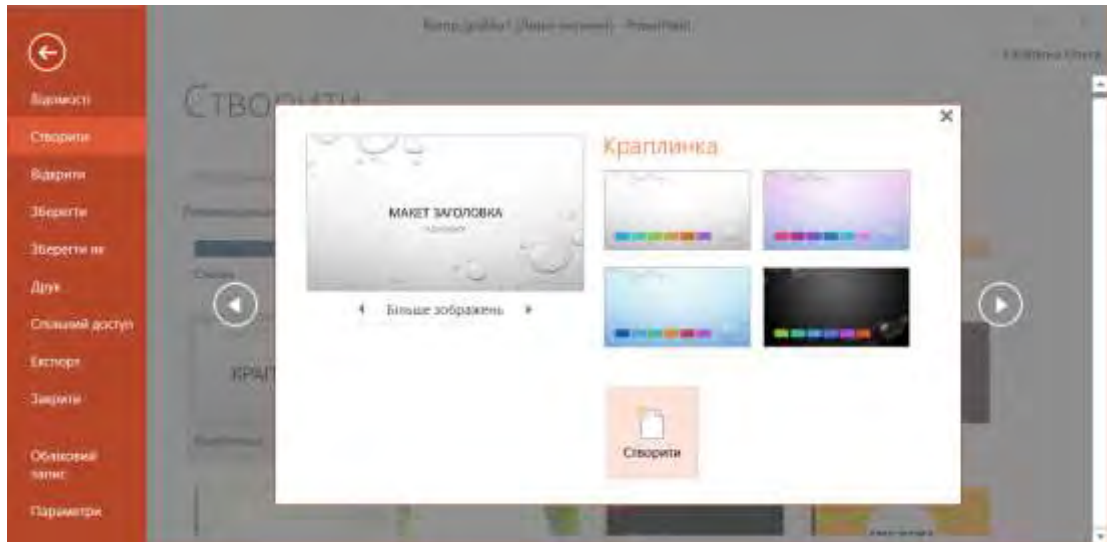 Відомості
Створити
Відкрити
Зберегти
Зберегти як
Друк
Спільний доступ
Експорт
Закрити
Обліковий
запис
Параметри
Створити
×
Краплинка
МАКЕТ ЗАГОЛОВКА
Більше зображень
Створити